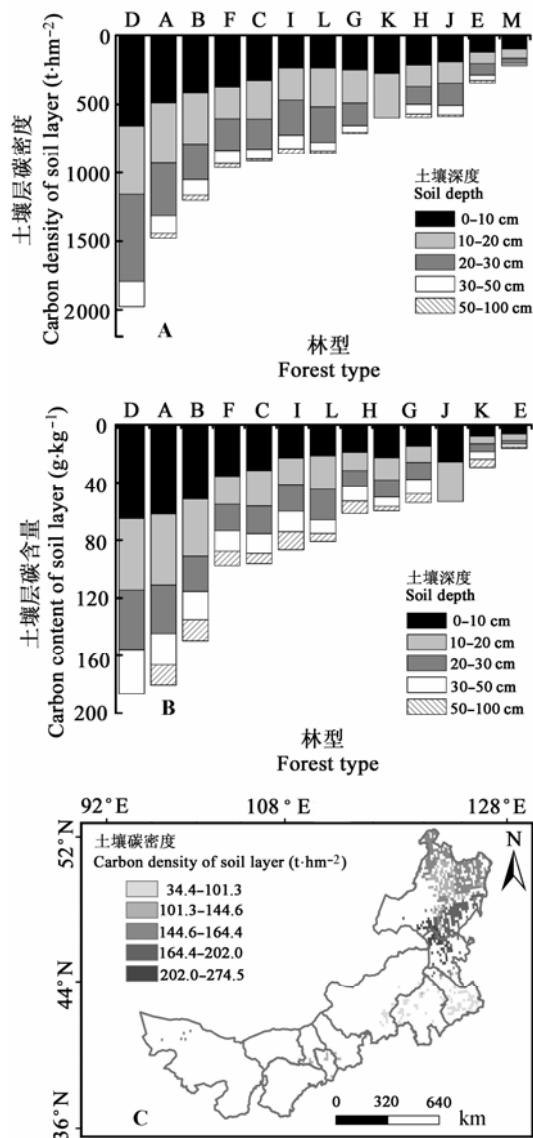 D A B F C I L G K H J E M
0
500
1000
1500
2000
土壤层碳密度
Carbon density of soil layer (t·hm⁻²)
土壤深度
Soil depth
0–10 cm
10–20 cm
20–30 cm
30–50 cm
50–100 cm
A
林型
Forest type
D A B F C I L H G J K E
0
40
80
120
160
200
土壤层碳含量
Carbon content of soil layer (g·kg⁻¹)
土壤深度
Soil depth
0–10 cm
10–20 cm
20–30 cm
30–50 cm
50–100 cm
B
林型
Forest type
92°E 108°E 128°E
52°N
44°N
36°N
土壤碳密度
Carbon density of soil layer (t·hm⁻²)
34.4–101.3
101.3–144.6
144.6–164.4
164.4–202.0
202.0–274.5
N
C
0 320 640
km